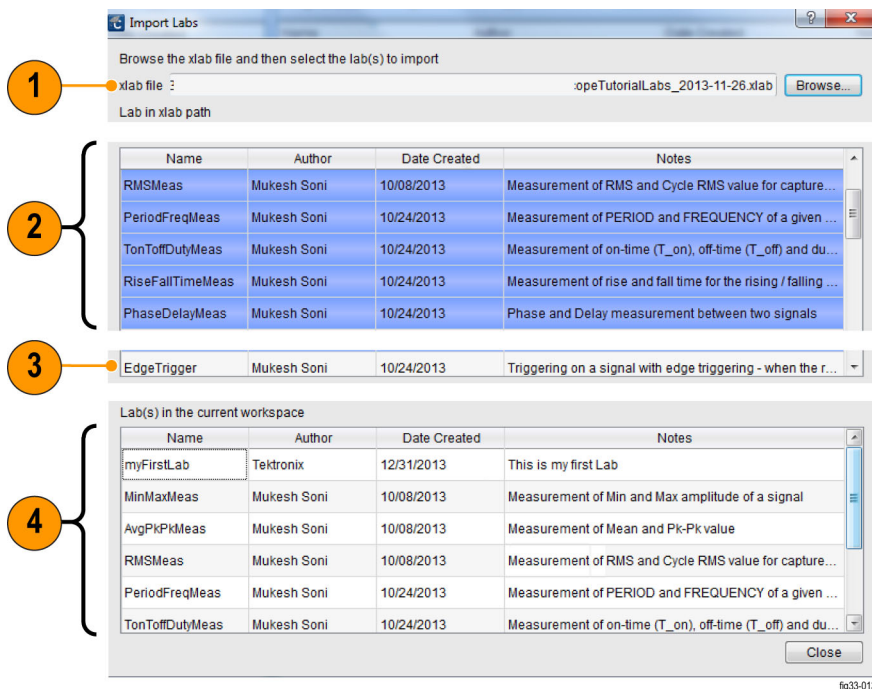 Import Labs
Browse the xlab file and then select the lab(s) to import
1
xlab file :opeTutorialLabs_2013-11-26.xlab Browse...
Lab in xlab path
2
Name Author Date Created Notes
RMSMeas Mukesh Soni 10/08/2013 Measurement of RMS and Cycle RMS value for capture...
PeriodFreqMeas Mukesh Soni 10/24/2013 Measurement of PERIOD and FREQUENCY of a given ...
TonToffDutyMeas Mukesh Soni 10/24/2013 Measurement of on-time (T_on), off-time (T_off) and du...
RiseFallTimeMeas Mukesh Soni 10/24/2013 Measurement of rise and fall time for the rising / falling ...
PhaseDelayMeas Mukesh Soni 10/24/2013 Phase and Delay measurement between two signals
3
EdgeTrigger Mukesh Soni 10/24/2013 Triggering on a signal with edge triggering - when the r...
Lab(s) in the current workspace
4
Name Author Date Created Notes
myFirstLab Tektronix 12/31/2013 This is my first Lab
MinMaxMeas Mukesh Soni 10/08/2013 Measurement of Min and Max amplitude of a signal
AvgPkPkMeas Mukesh Soni 10/08/2013 Measurement of Mean and Pk-Pk value
RMSMeas Mukesh Soni 10/08/2013 Measurement of RMS and Cycle RMS value for capture...
PeriodFreqMeas Mukesh Soni 10/24/2013 Measurement of PERIOD and FREQUENCY of a given ...
TonToffDutyMeas Mukesh Soni 10/24/2013 Measurement of on-time (T_on), off-time (T_off) and du...
Close